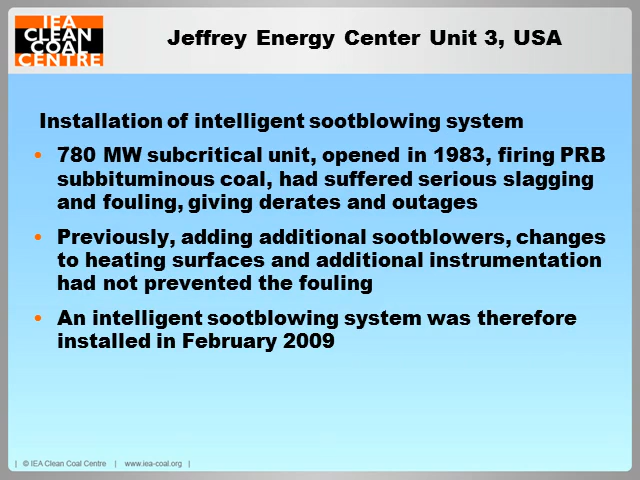 IEA
CLEAN
COAL
CENTRE
Jeffrey Energy Center Unit 3, USA
Installation of intelligent sootblowing system
• 780 MW subcritical unit, opened in 1983, firing PRB
subbituminous coal, had suffered serious slagging
and fouling, giving derates and outages
• Previously, adding additional sootblowers, changes
to heating surfaces and additional instrumentation
had not prevented the fouling
• An intelligent sootblowing system was therefore
installed in February 2009
| © IEA Clean Coal Centre | www.iea-coal.org |